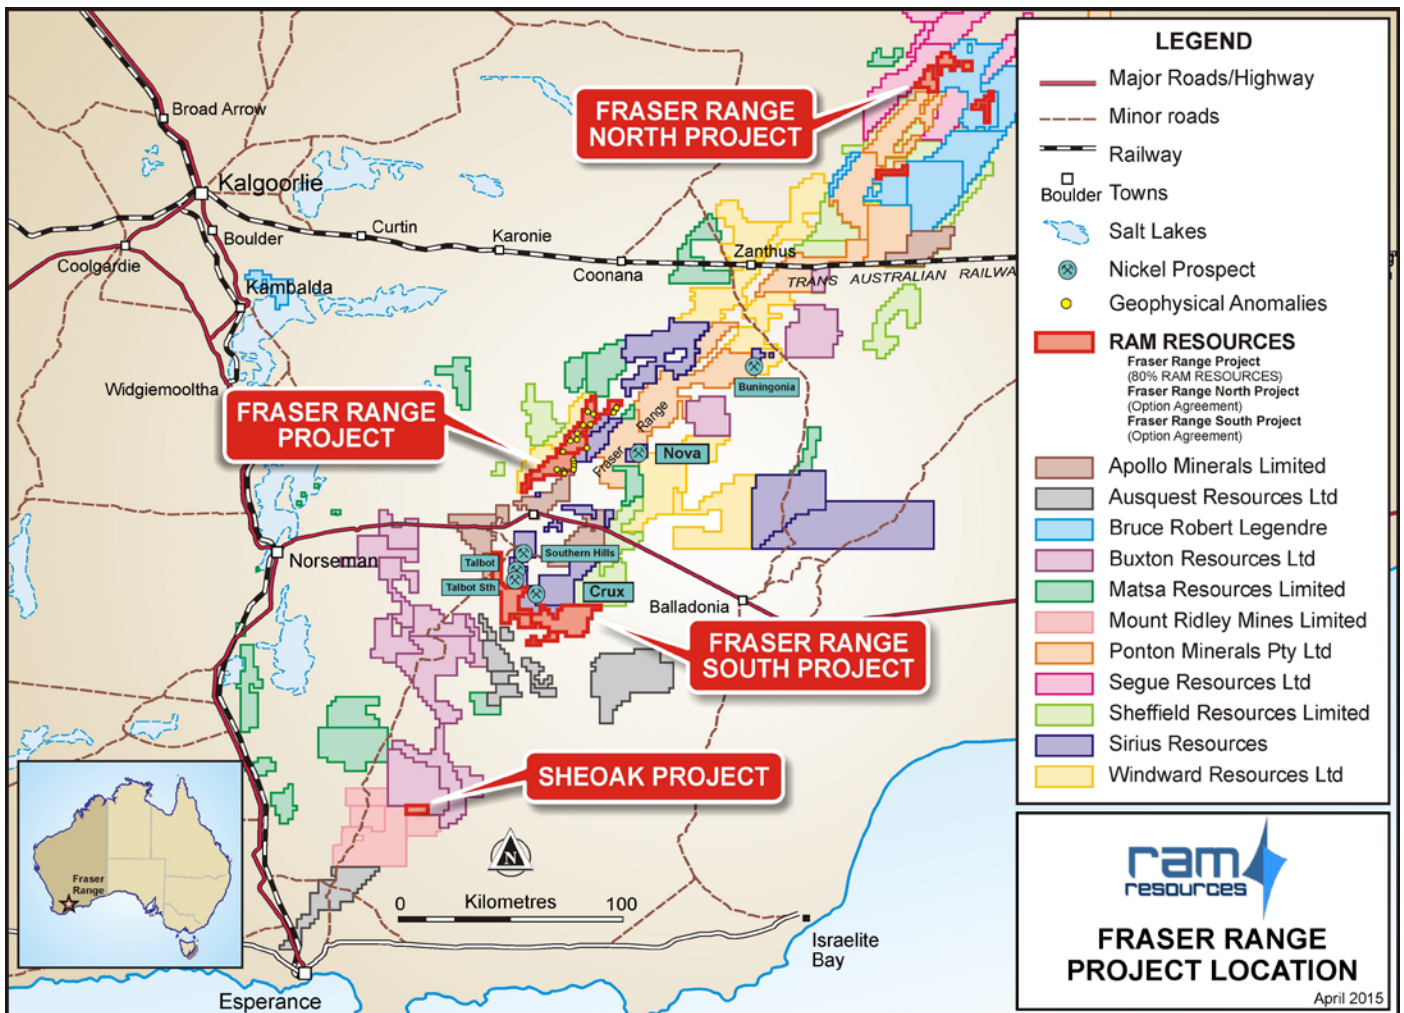 FRASER RANGE
NORTH PROJECT
Broad Arrow
Kalgoorlie
Boulder
Curtin
Karonie
Coonana
Zanthus
TRANS AUSTRALIAN RAILWA
Coolgardie
Kambalda
Widgiemooltha
FRASER RANGE
PROJECT
Buningonia
Fraser Range
Nova
Norseman
Southern Hills
Talbot
Talbot Sth
Crux
Balladonia
FRASER RANGE
SOUTH PROJECT
SHEOAK PROJECT
N
0 Kilometres 100
Israelite
Bay
Esperance
Fraser
Range
LEGEND
Major Roads/Highway
Minor roads
Railway
Boulder Towns
Salt Lakes
Nickel Prospect
Geophysical Anomalies
RAM RESOURCES
Fraser Range Project
(80% RAM RESOURCES)
Fraser Range North Project
(Option Agreement)
Fraser Range South Project
(Option Agreement)
Apollo Minerals Limited
Ausquest Resources Ltd
Bruce Robert Legendre
Buxton Resources Ltd
Matsa Resources Limited
Mount Ridley Mines Limited
Ponton Minerals Pty Ltd
Segue Resources Ltd
Sheffield Resources Limited
Sirius Resources
Windward Resources Ltd
ram
resources
FRASER RANGE
PROJECT LOCATION
April 2015